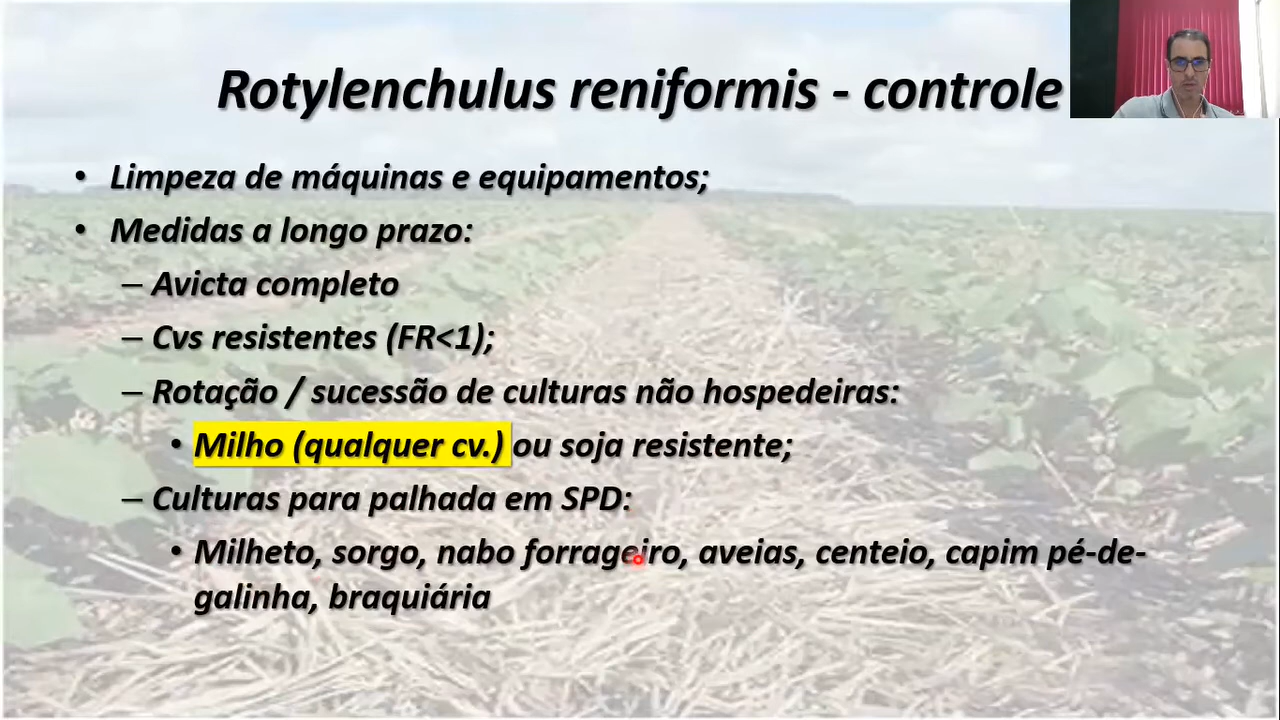 Rotylenchulus reniformis - controle
• Limpeza de máquinas e equipamentos;
• Medidas a longo prazo:
– Avicta completo
– Cvs resistentes (FR<1);
– Rotação / sucessão de culturas não hospedeiras:
• Milho (qualquer cv.) ou soja resistente;
– Culturas para palhada em SPD:
• Milheto, sorgo, nabo forrageiro, aveias, centeio, capim pé-de-
galinha, braquiária